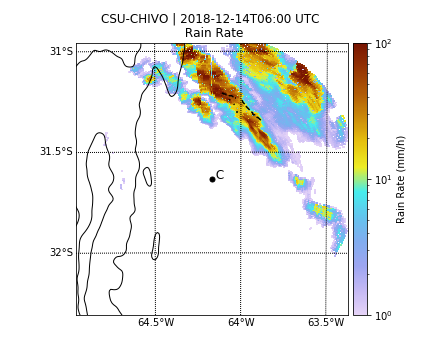 CSU-CHIVO | 2018-12-14T06:00 UTC
Rain Rate
31°S
31.5°S
32°S
64.5°W
64°W
63.5°W
C
10²
10¹
10⁰
Rain Rate (mm/h)